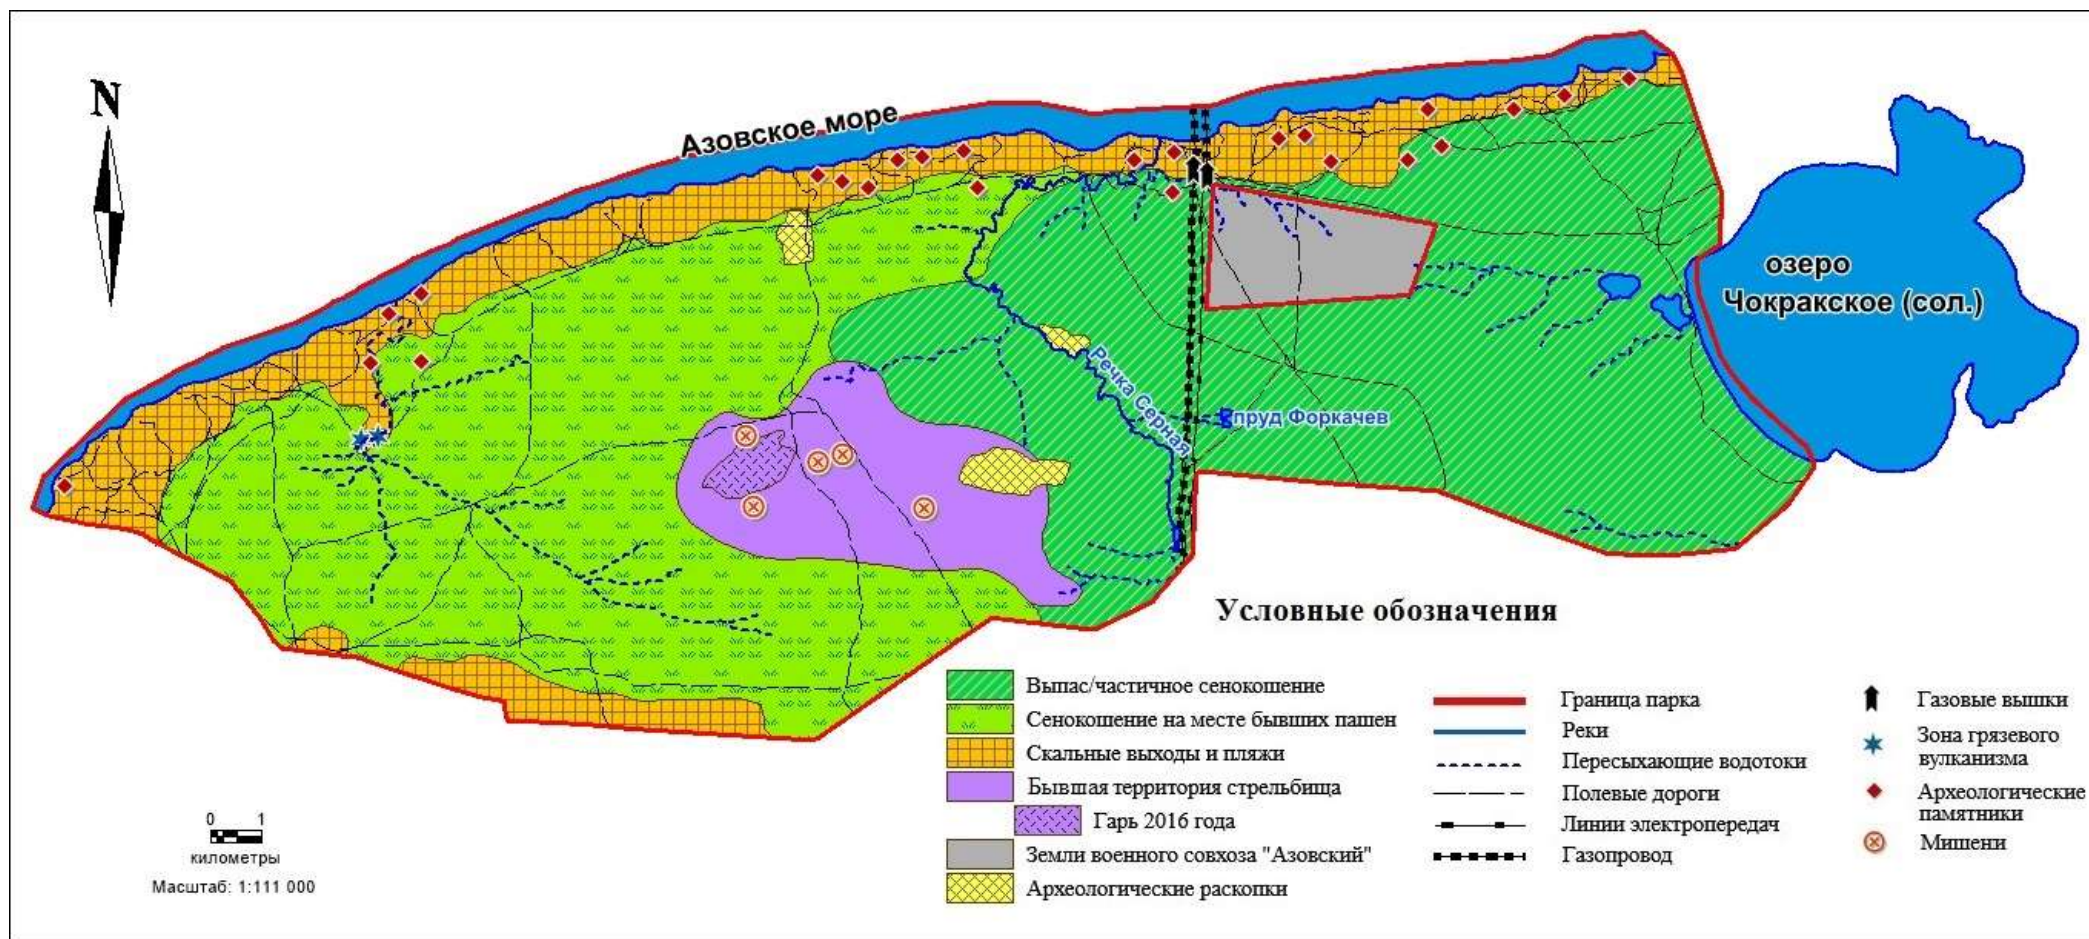 N
Азовское море
озеро
Чокракское (сол.)
Речка Серная
пруд Форкачев
Условные обозначения
Выпас/частичное сенокошение
Сенокошение на месте бывших пашен
Скальные выходы и пляжи
Бывшая территория стрельбища
Гарь 2016 года
Земли военного совхоза "Азовский"
Археологические раскопки
Граница парка
Реки
Пересыхающие водотоки
Полевые дороги
Линии электропередач
Газопровод
Газовые вышки
Зона грязевого
вулканизма
Археологические
памятники
Мишени
0 1
километры
Масштаб: 1:111 000